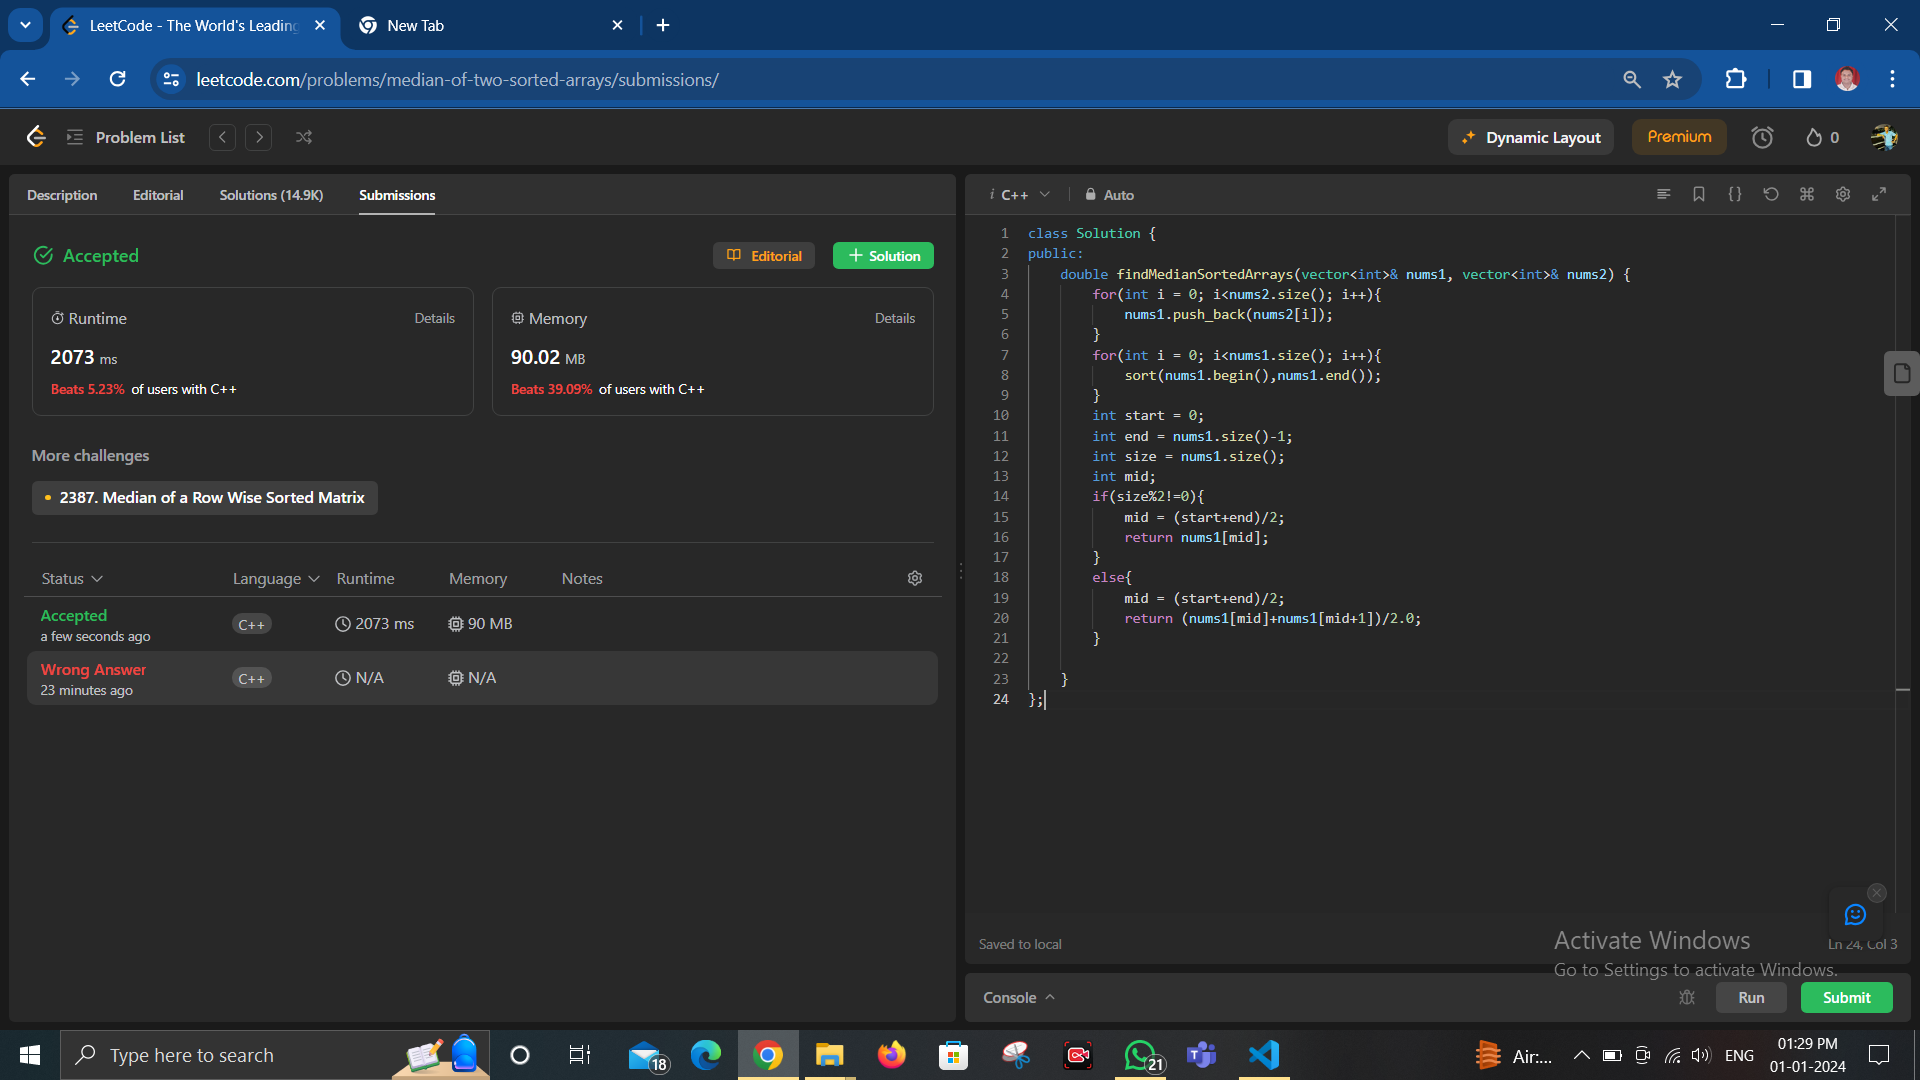 LeetCode - The World's Leading
New Tab
leetcode.com/problems/median-of-two-sorted-arrays/submissions/
Problem List
Dynamic Layout
Premium
0
Description Editorial Solutions (14.9K) Submissions
Accepted
Editorial
Solution
Runtime Details
2073 ms
Beats 5.23% of users with C++
Memory Details
90.02 MB
Beats 39.09% of users with C++
More challenges
2387. Median of a Row Wise Sorted Matrix
Status Language Runtime Memory Notes
Accepted
a few seconds ago
C++ 2073 ms 90 MB
Wrong Answer
23 minutes ago
C++ N/A N/A
i C++ Auto
1 class Solution {
2 public:
3 double findMedianSortedArrays(vector<int>& nums1, vector<int>& nums2) {
4 for(int i = 0; i<nums2.size(); i++){
5 nums1.push_back(nums2[i]);
6 }
7 for(int i = 0; i<nums1.size(); i++){
8 sort(nums1.begin(),nums1.end());
9 }
10 int start = 0;
11 int end = nums1.size()-1;
12 int size = nums1.size();
13 int mid;
14 if(size%2!=0){
15 mid = (start+end)/2;
16 return nums1[mid];
17 }
18 else{
19 mid = (start+end)/2;
20 return (nums1[mid]+nums1[mid+1])/2.0;
21 }
22
23 }
24 };
Saved to local
Ln 24, Col 3
Activate Windows
Go to Settings to activate Windows.
Console
Run
Submit
Type here to search
18
21
Air:...
ENG
01:29 PM
01-01-2024